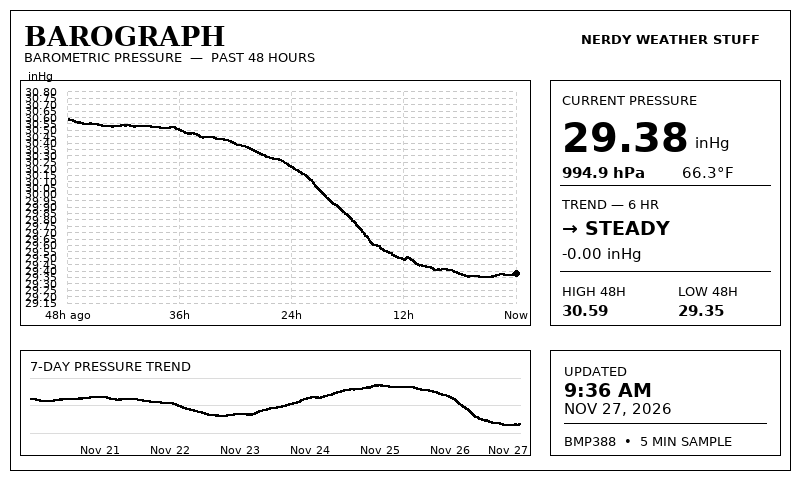 BAROGRAPH
BAROMETRIC PRESSURE — PAST 48 HOURS
NERDY WEATHER STUFF
inHg
30.80
30.75
30.70
30.65
30.60
30.55
30.50
30.45
30.40
30.35
30.30
30.25
30.20
30.15
30.10
30.05
30.00
29.95
29.90
29.85
29.80
29.75
29.70
29.65
29.60
29.55
29.50
29.45
29.40
29.35
29.30
29.25
29.20
29.15
48h ago 36h 24h 12h Now
CURRENT PRESSURE
29.38 inHg
994.9 hPa 66.3°F
TREND — 6 HR
→ STEADY
-0.00 inHg
HIGH 48H LOW 48H
30.59 29.35
7-DAY PRESSURE TREND
Nov 21 Nov 22 Nov 23 Nov 24 Nov 25 Nov 26 Nov 27
UPDATED
9:36 AM
NOV 27, 2026
BMP388 • 5 MIN SAMPLE